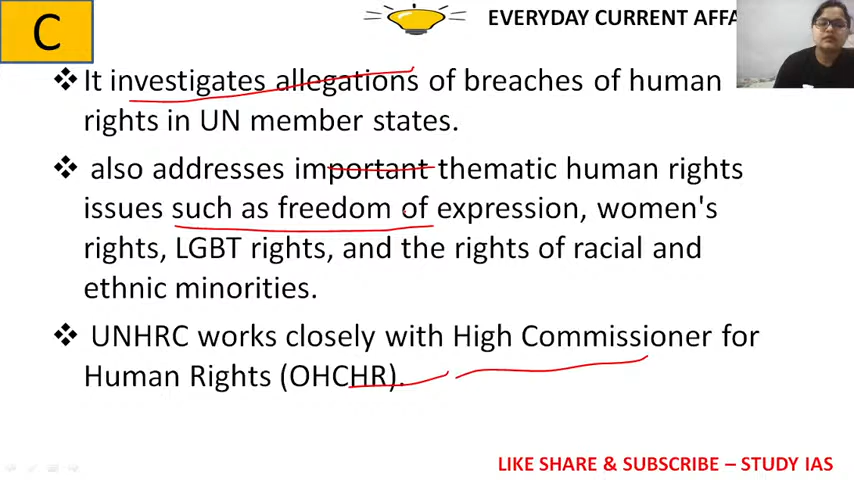 C
EVERYDAY CURRENT
❖ It investigates allegations of breaches of human
rights in UN member states.
❖ also addresses important thematic human rights
issues such as freedom of expression, women's
rights, LGBT rights, and the rights of racial and
ethnic minorities.
❖ UNHRC works closely with High Commissioner for
Human Rights (OHCHR).
LIKE SHARE & SUBSCRIBE – STUDY IAS